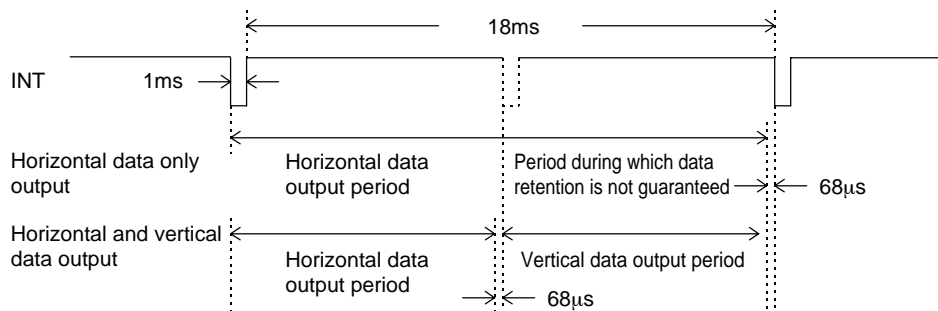 18ms
INT
1ms
Horizontal data only
output
Horizontal data
output period
Period during which data
retention is not guaranteed
68μs
Horizontal and vertical
data output
Horizontal data
output period
Vertical data output period
68μs